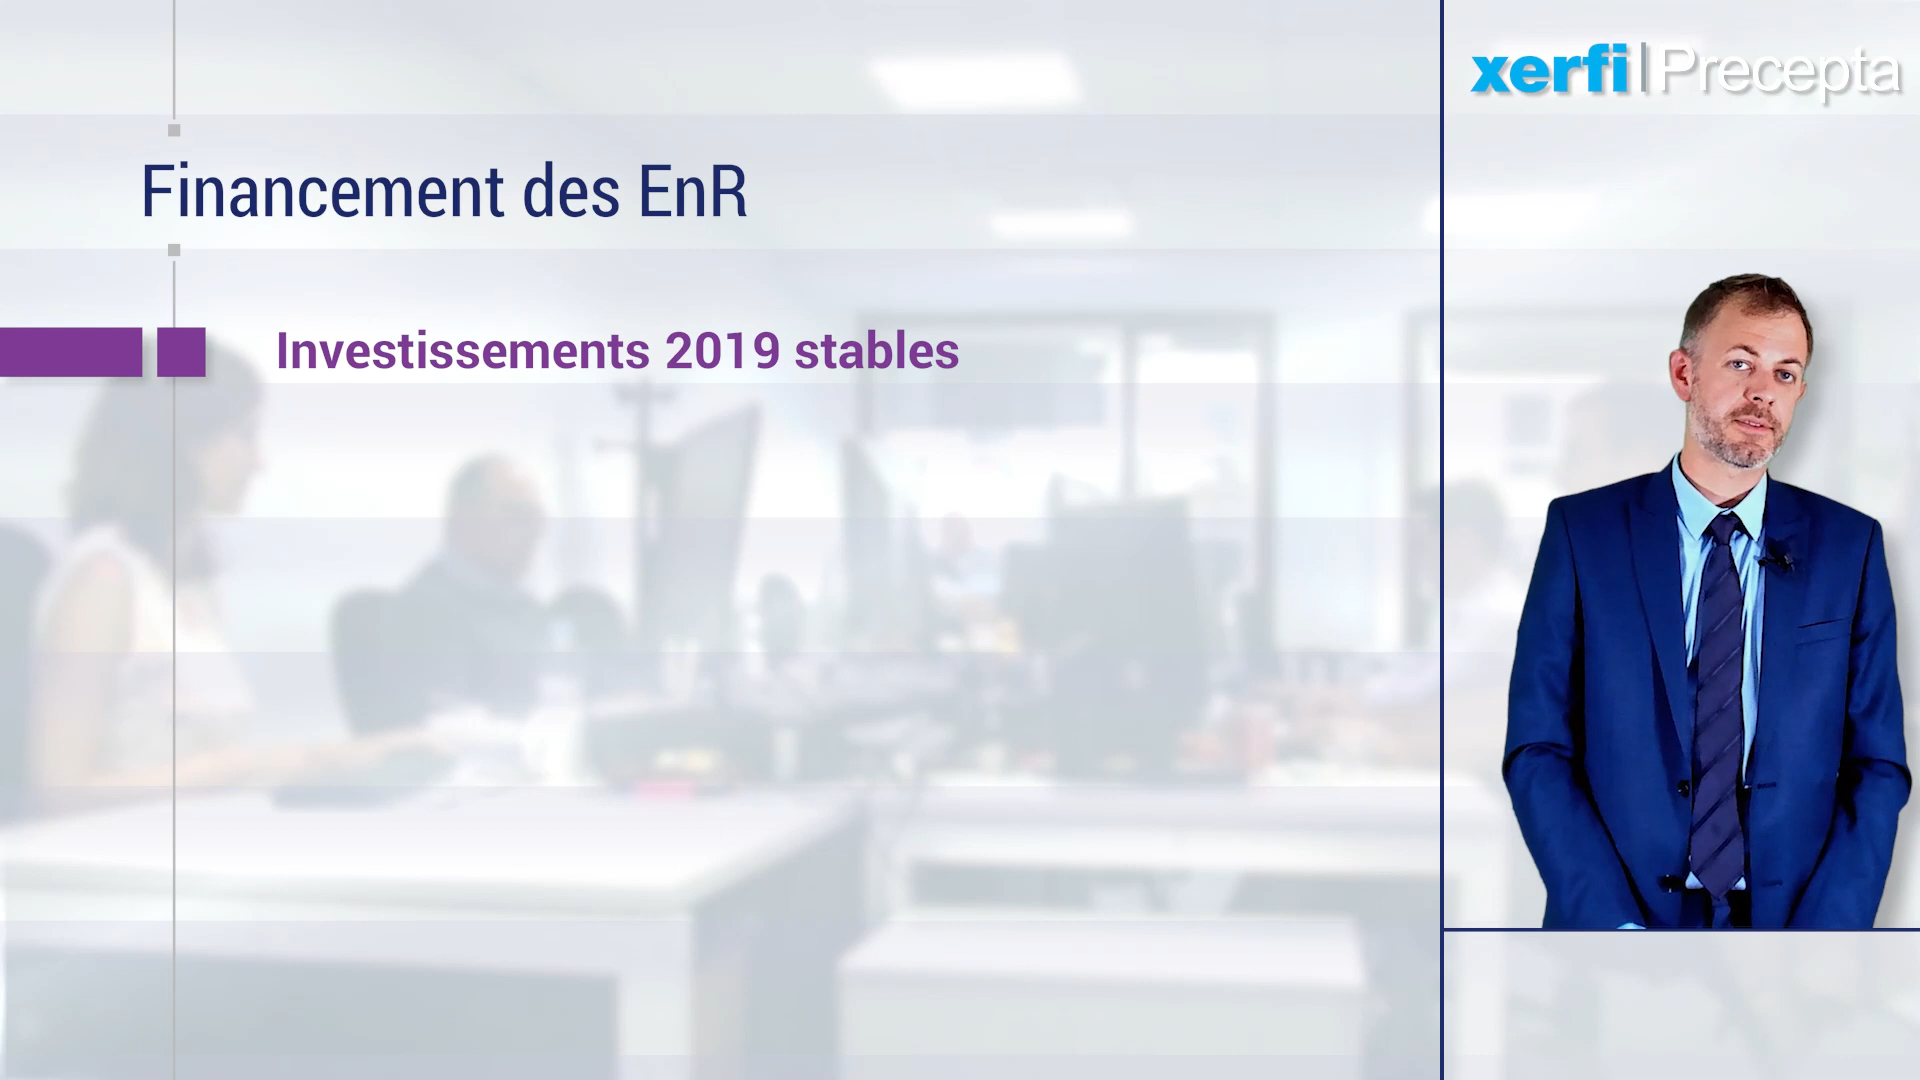 xerfi|Precepta
Financement des EnR
Investissements 2019 stables